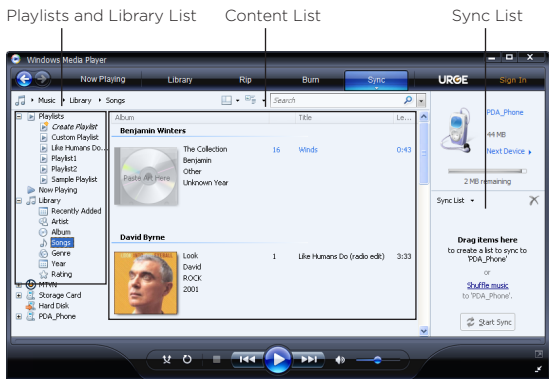 Playlists and Library List
Content List
Sync List
Windows Media Player
Now Playing
Library
Rip
Burn
Sync
URGE
Sign In
Music ▸ Library ▸ Songs
Search
Playlists
Create Playlist
Custom Playlist
Like Humans Do...
Playlist1
Playlist2
Sample Playlist
Now Playing
Library
Recently Added
Artist
Album
Songs
Genre
Year
Rating
MTVN
Storage Card
Hard Disk
PDA_Phone
Album
Title
Le...
Benjamin Winters
Paste Art Here
The Collection
16
Winds
0:43
Benjamin
Other
Unknown Year
David Byrne
Look
1
Like Humans Do (radio edit)
3:33
David
ROCK
2001
PDA_Phone
44 MB
Next Device
2 MB remaining
Sync List
Drag items here
to create a list to sync to
'PDA_Phone'
or
Shuffle music
to 'PDA_Phone'.
Start Sync